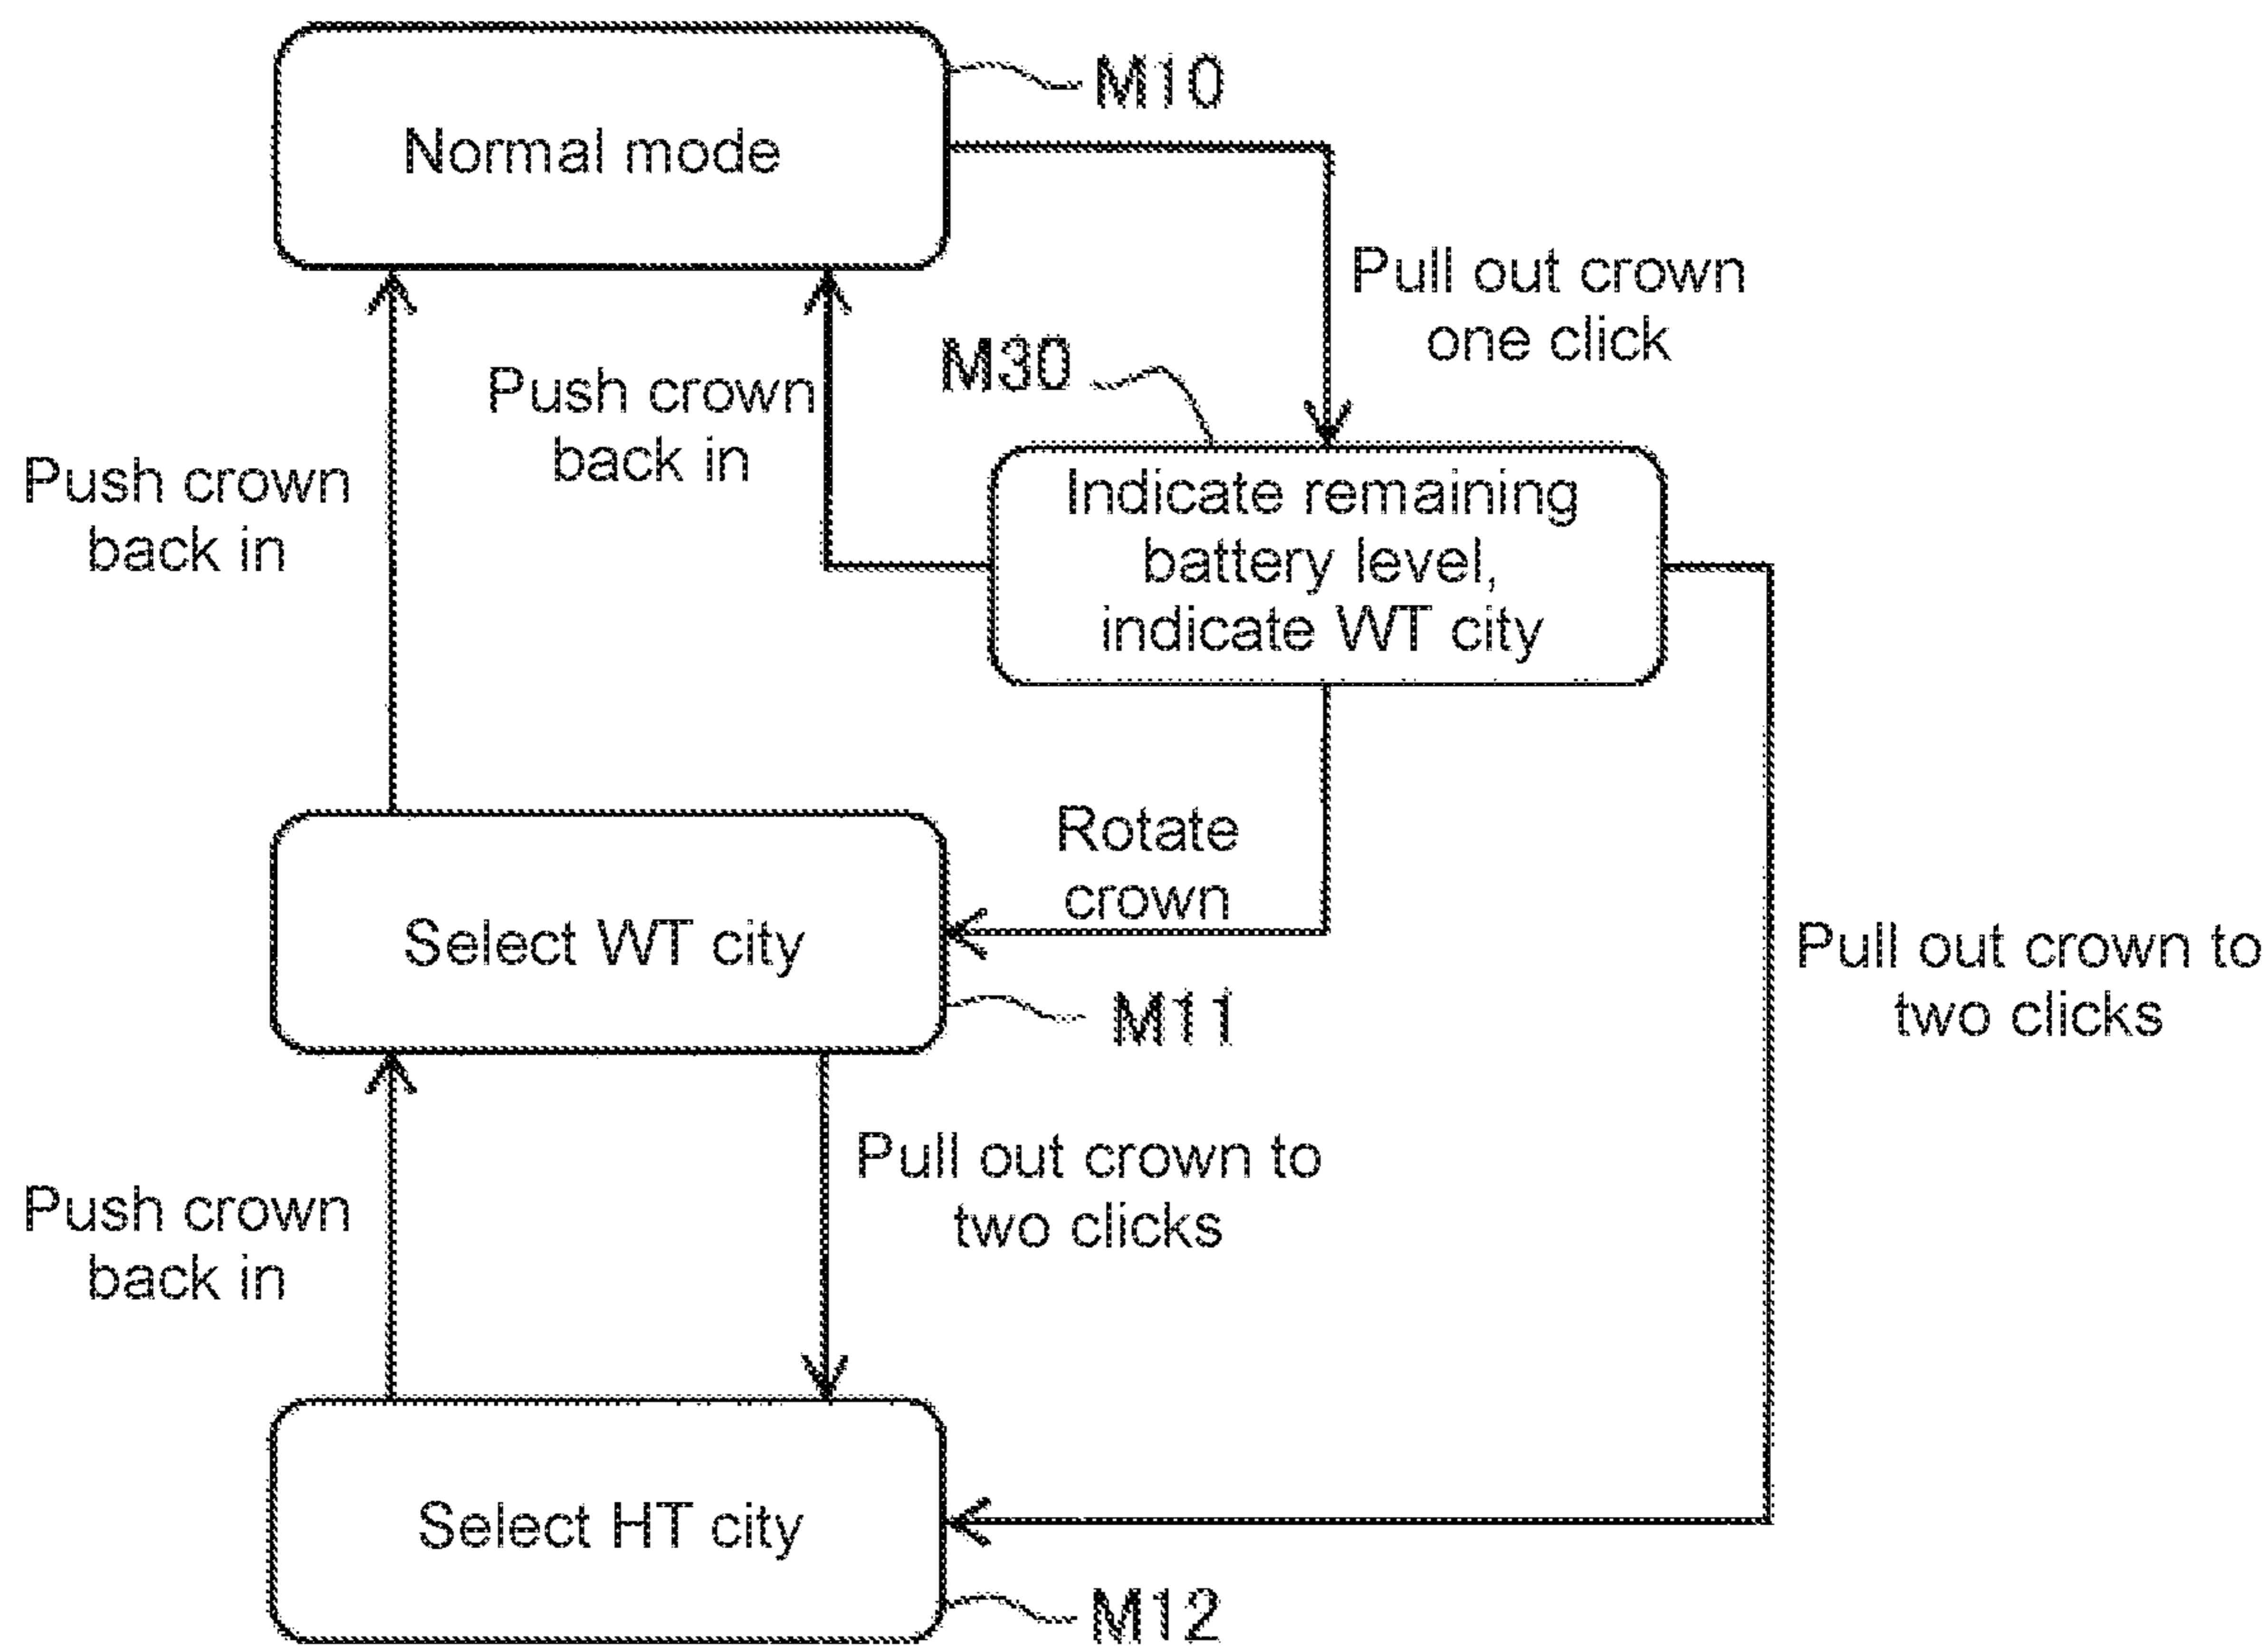 M10
Normal mode
Pull out crown
one click
M30
Push crown
back in
Push crown
back in
Indicate remaining
battery level,
indicate WT city
Rotate
crown
Select WT city
Pull out crown to
two clicks
M11
Pull out crown to
two clicks
Push crown
back in
Select HT city
M12